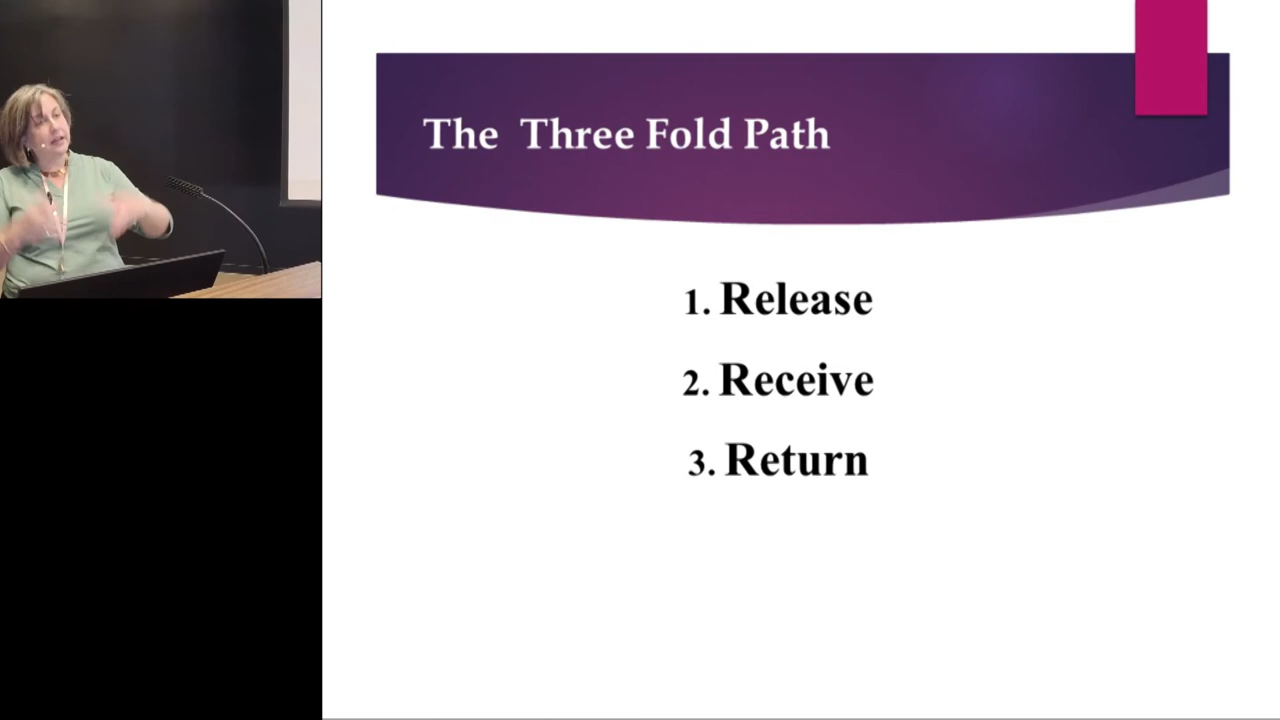 The Three Fold Path
1. Release
2. Receive
3. Return